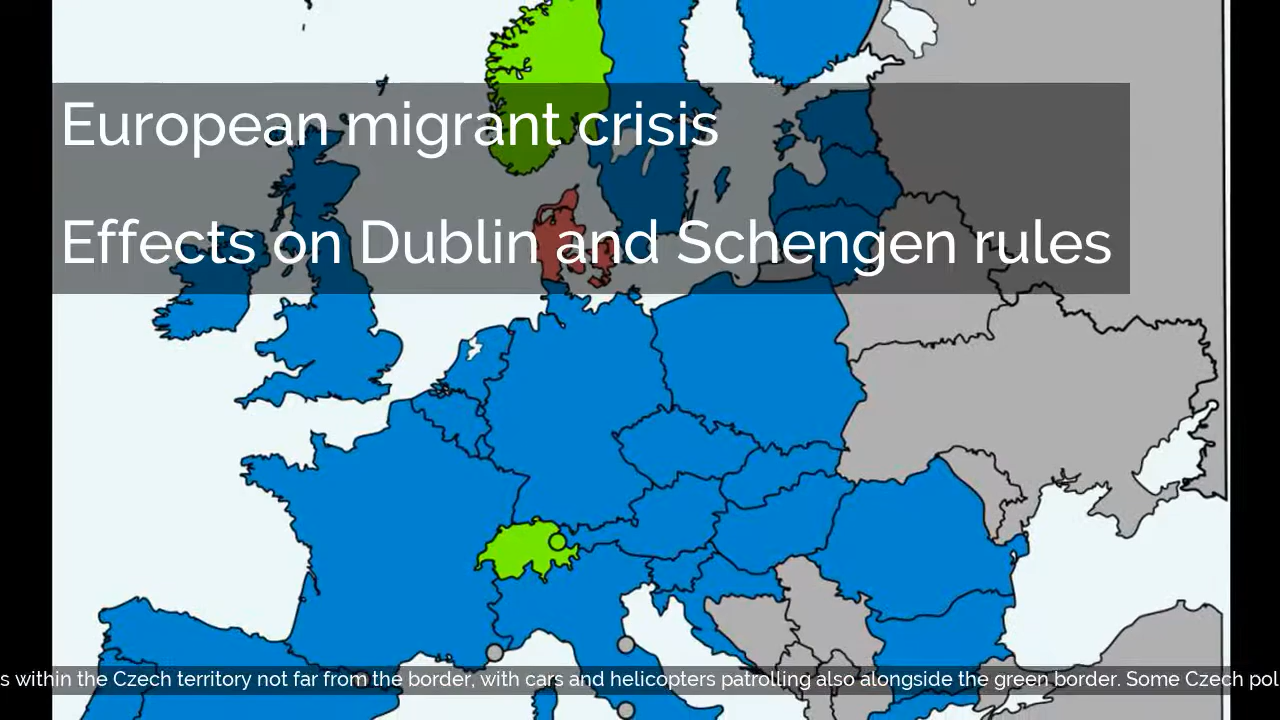 European migrant crisis
Effects on Dublin and Schengen rules
s within the Czech territory not far from the border, with cars and helicopters patrolling also alongside the green border. Some Czech pol